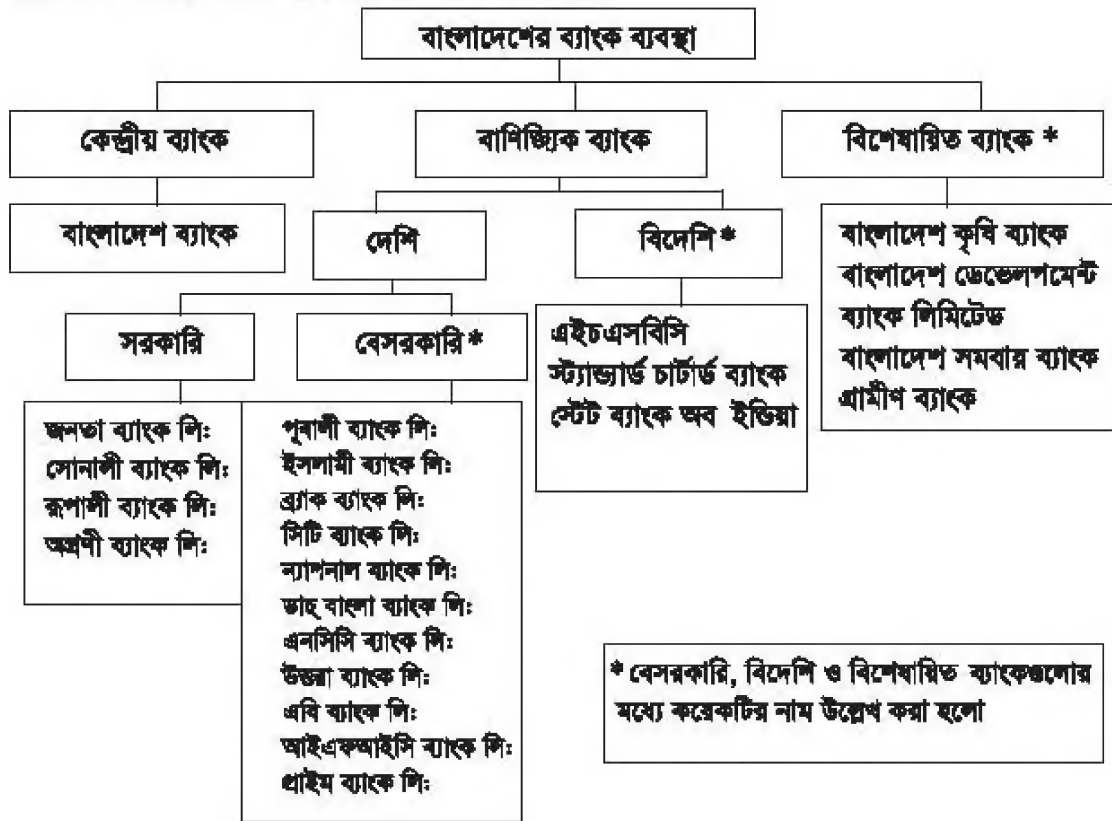 বাংলাদেশের ব্যাংক ব্যবস্থা
কেন্দ্রীয় ব্যাংক
বাণিজ্যিক ব্যাংক
বিশেষায়িত ব্যাংক *
বাংলাদেশ ব্যাংক
দেশি
বিদেশি *
বাংলাদেশ কৃষি ব্যাংক
বাংলাদেশ ডেভেলপমেন্ট
ব্যাংক লিমিটেড
বাংলাদেশ সমবায় ব্যাংক
গ্রামীণ ব্যাংক
সরকারি
বেসরকারি *
এইচএসবিসি
স্ট্যান্ডার্ড চার্টার্ড ব্যাংক
স্টেট ব্যাংক অব ইন্ডিয়া
জনতা ব্যাংক লি:
সোনালী ব্যাংক লি:
রূপালী ব্যাংক লি:
অগ্রণী ব্যাংক লি:
পূবালী ব্যাংক লি:
ইসলামী ব্যাংক লি:
ব্র্যাক ব্যাংক লি:
সিটি ব্যাংক লি:
ন্যাশনাল ব্যাংক লি:
ডাচ্ বাংলা ব্যাংক লি:
এনসিসি ব্যাংক লি:
উত্তরা ব্যাংক লি:
এবি ব্যাংক লি:
আইএফআইসি ব্যাংক লি:
প্রাইম ব্যাংক লি:
* বেসরকারি, বিদেশি ও বিশেষায়িত ব্যাংকগুলোর
মধ্যে কয়েকটির নাম উল্লেখ করা হলো